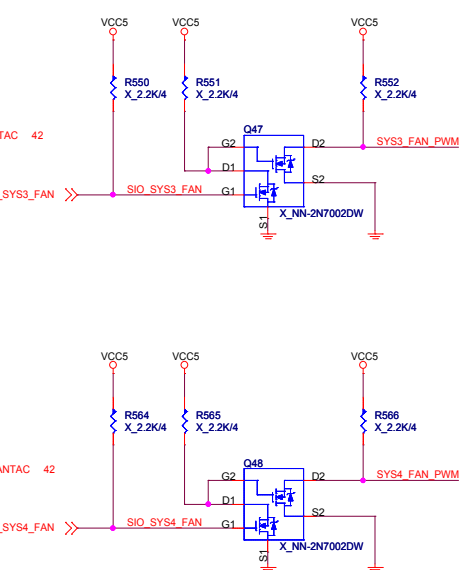 VCC5 VCC5 VCC5
R550 R551 R552
X_2.2K/4 X_2.2K/4 X_2.2K/4
Q47
TAC 42
G2 D2 SYS3_FAN_PWM
D1
_SYS3_FAN SIO_SYS3_FAN G1 S2
S1 X_NN-2N7002DW
VCC5 VCC5 VCC5
R564 R565 R566
X_2.2K/4 X_2.2K/4 X_2.2K/4
Q48
ANTAC 42
G2 D2 SYS4_FAN_PWM
D1
_SYS4_FAN SIO_SYS4_FAN G1 S2
S1 X_NN-2N7002DW